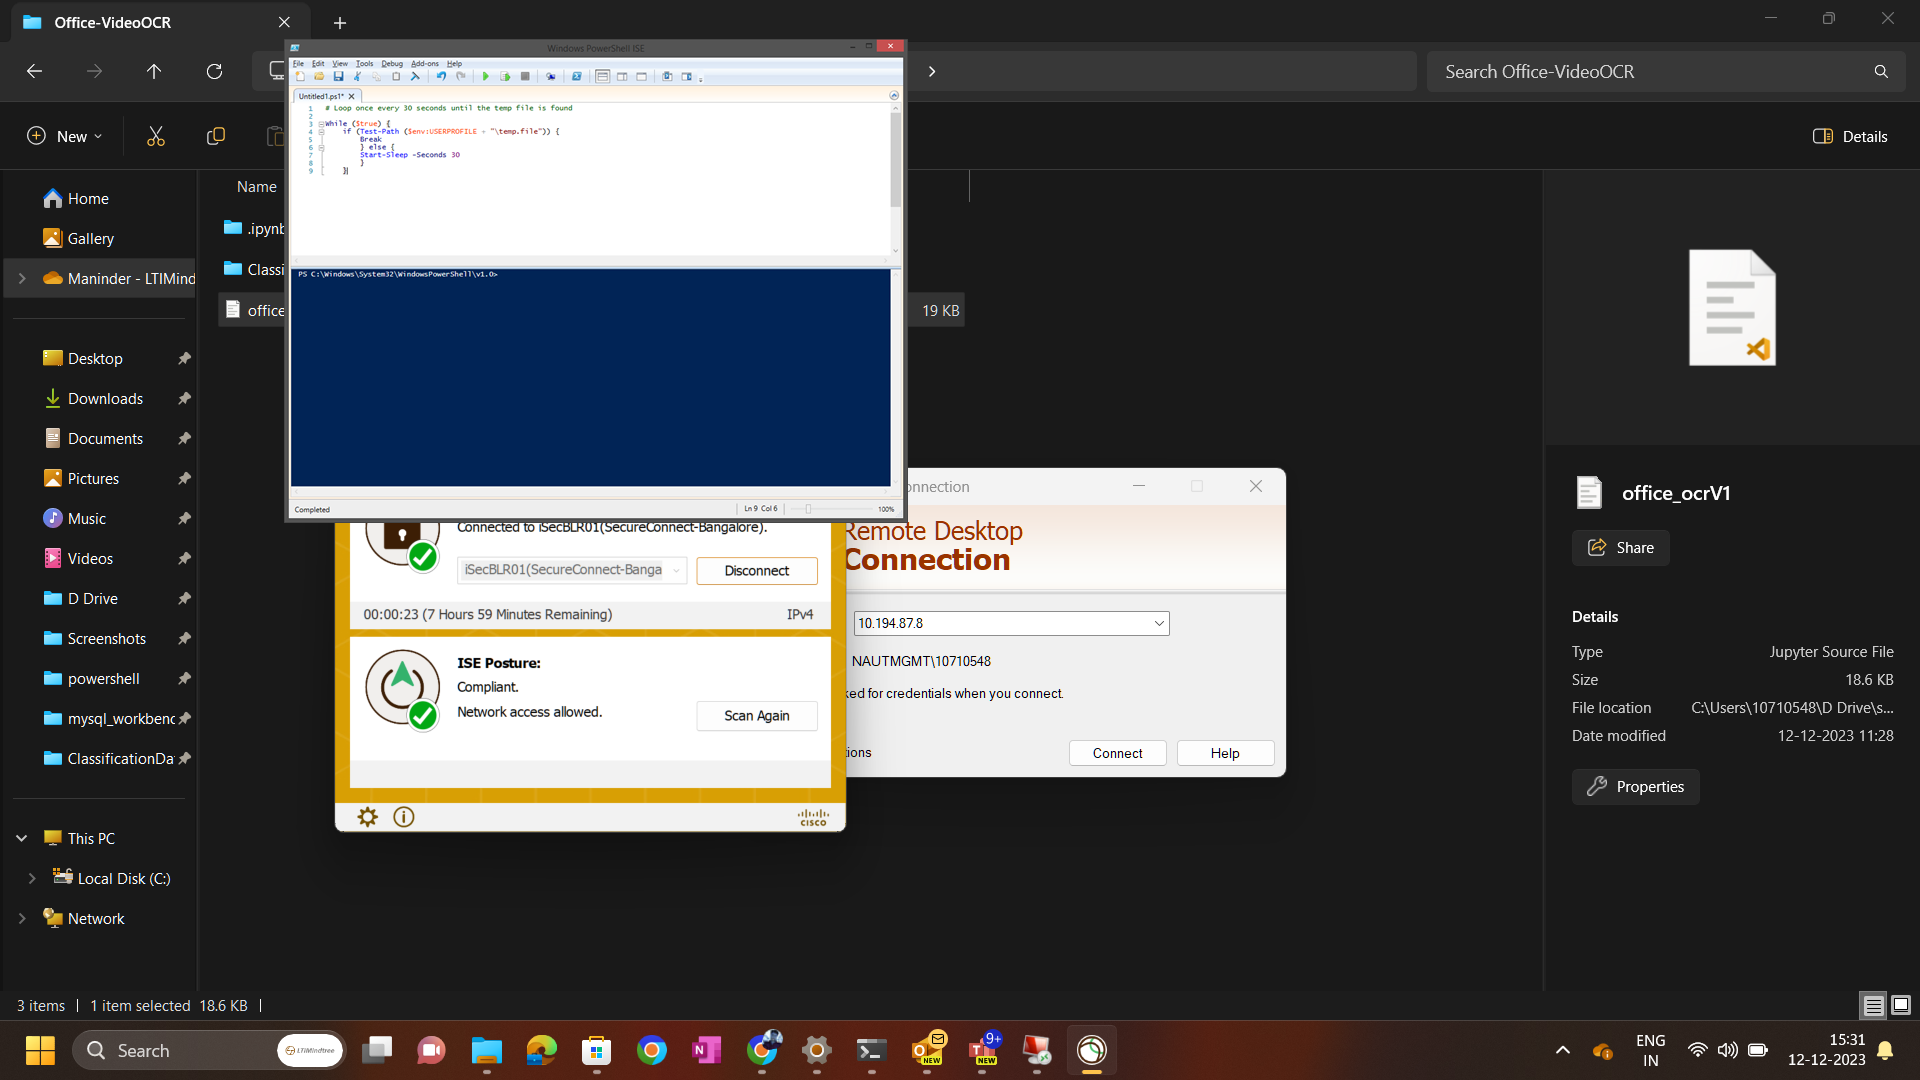 Office-VideoOCR
Search Office-VideoOCR
New
Details
Home
Gallery
Maninder - LTIMind
Desktop
Downloads
Documents
Pictures
Music
Videos
D Drive
Screenshots
powershell
mysql_workbenc
ClassificationDa
This PC
Local Disk (C:)
Network
Name
.ipynb
Classi
office
19 KB
Windows PowerShell ISE
File Edit View Tools Debug Add-ons Help
Untitled1.ps1* X
1 # Loop once every 30 seconds until the temp file is found
2
3 While ($true) {
4 if (Test-Path ($env:USERPROFILE + "\temp.file")) {
5 Break
6 } else {
7 Start-Sleep -Seconds 30
8 }
9 }
PS C:\Windows\System32\WindowsPowerShell\v1.0>
Completed
Ln 9 Col 6
100%
Connected to iSecBLR01(SecureConnect-Bangalore).
iSecBLR01(SecureConnect-Banga
Disconnect
00:00:23 (7 Hours 59 Minutes Remaining)
IPv4
ISE Posture:
Compliant.
Network access allowed.
Scan Again
cisco
onnection
Remote Desktop
Connection
10.194.87.8
NAUTMGMT\10710548
ked for credentials when you connect.
tions
Connect
Help
office_ocrV1
Share
Details
Type Jupyter Source File
Size 18.6 KB
File location C:\Users\10710548\D Drive\s...
Date modified 12-12-2023 11:28
Properties
3 items
1 item selected 18.6 KB
Search
LTIMindtree
NEW
9+
NEW
ENG
IN
15:31
12-12-2023